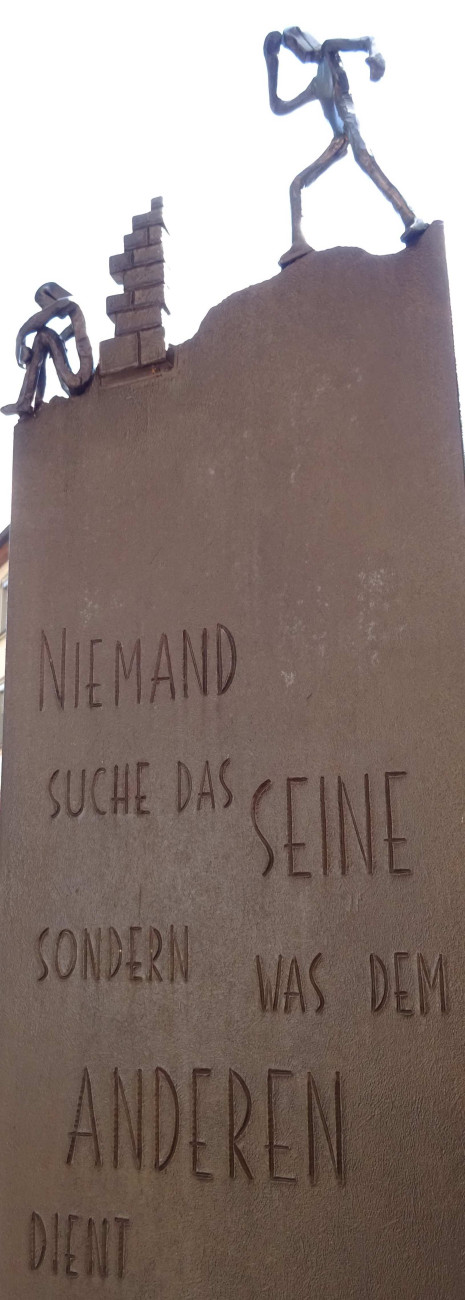 NIEMAND
SUCHE DAS SEINE
SONDERN WAS DEM
ANDEREN
DIENT